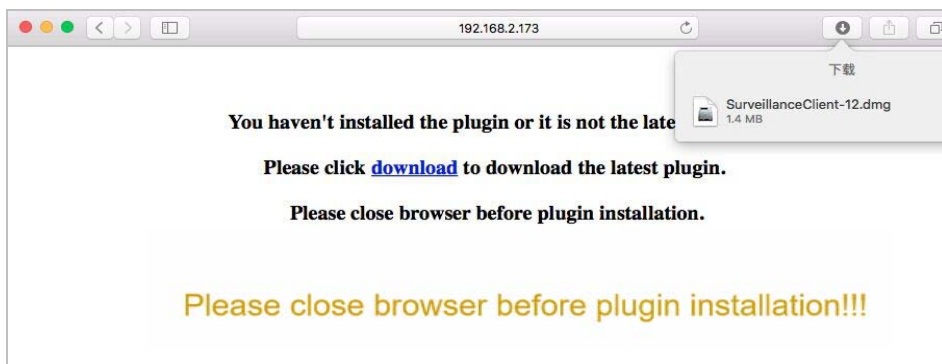 192.168.2.173
下载
SurveillanceClient-12.dmg
1.4 MB
You haven't installed the plugin or it is not the
Please click download to download the latest plugin.
Please close browser before plugin installation.
Please close browser before plugin installation!!!